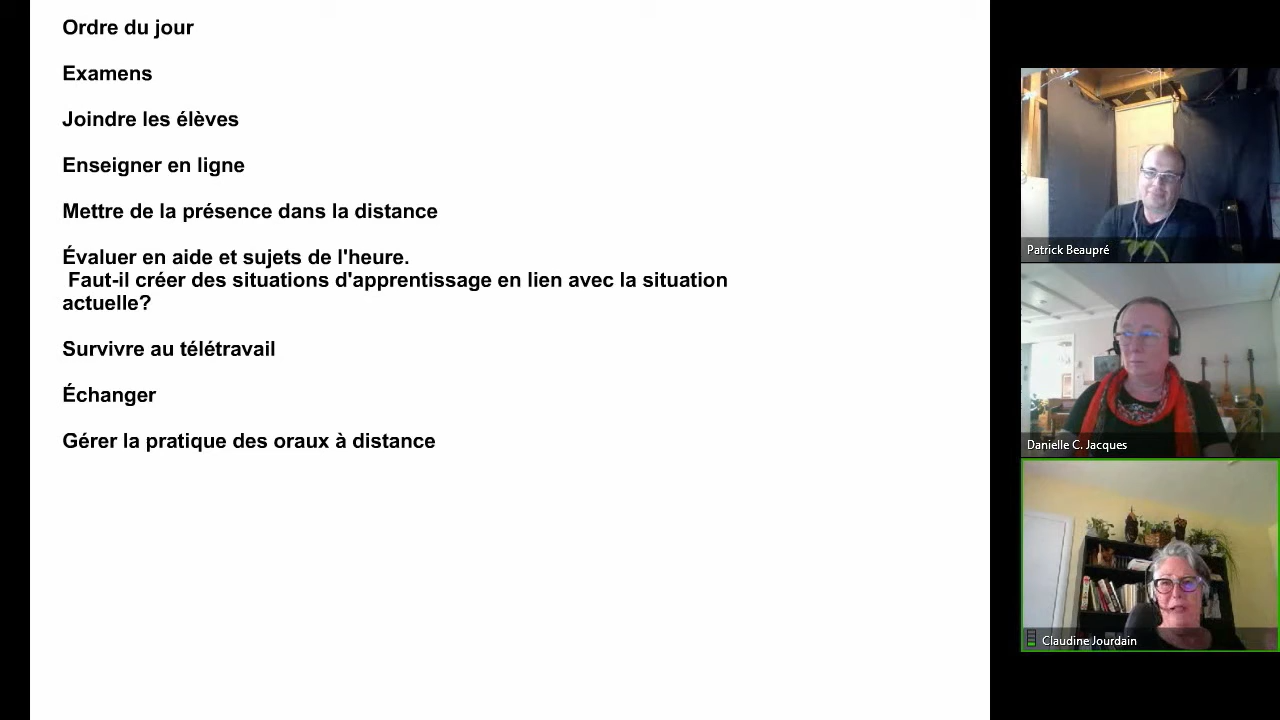 Ordre du jour
Examens
Joindre les élèves
Enseigner en ligne
Mettre de la présence dans la distance
Évaluer en aide et sujets de l'heure.
Faut-il créer des situations d'apprentissage en lien avec la situation
actuelle?
Survivre au télétravail
Échanger
Gérer la pratique des oraux à distance
Patrick Beaupré
Danielle C. Jacques
Claudine Jourdain